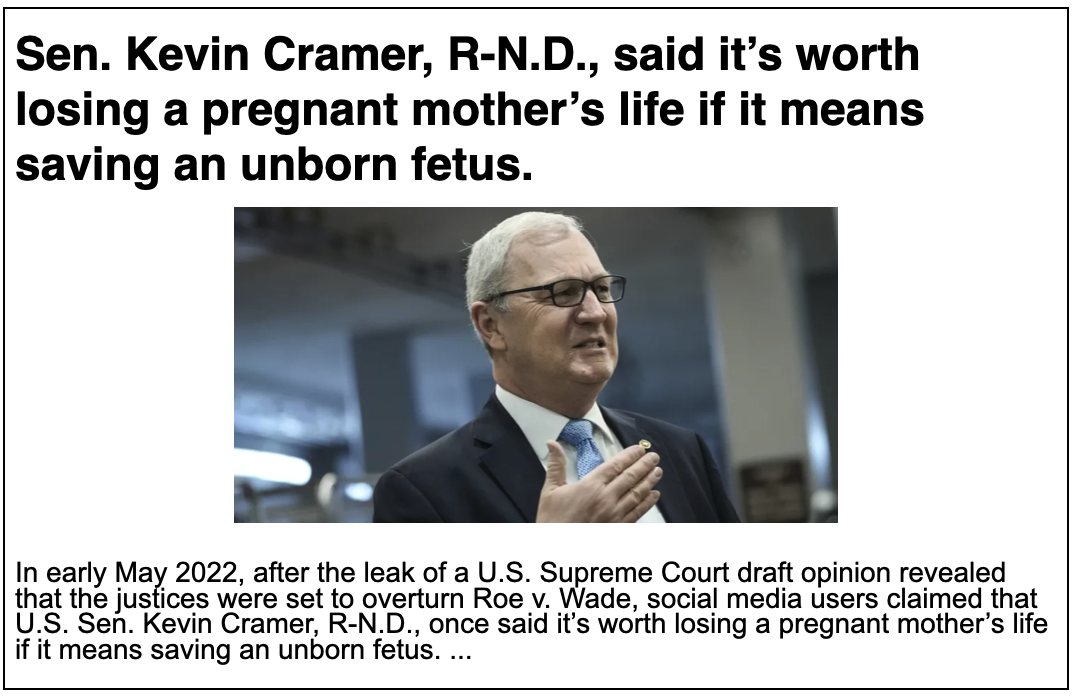 Sen. Kevin Cramer, R-N.D., said it’s worth
losing a pregnant mother’s life if it means
saving an unborn fetus.
In early May 2022, after the leak of a U.S. Supreme Court draft opinion revealed
that the justices were set to overturn Roe v. Wade, social media users claimed that
U.S. Sen. Kevin Cramer, R-N.D., once said it’s worth losing a pregnant mother’s life
if it means saving an unborn fetus. ...